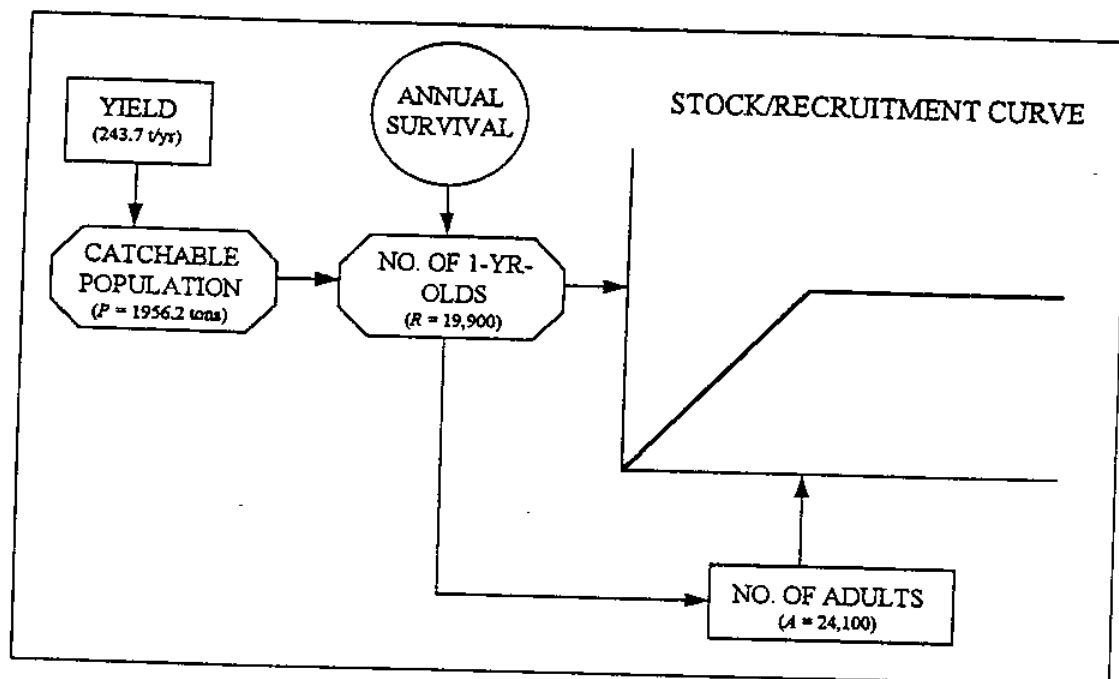 YIELD
(243.7 t/yr)
ANNUAL
SURVIVAL
STOCK/RECRUITMENT CURVE
CATCHABLE
POPULATION
(P = 1956.2 tons)
NO. OF 1-YR-
OLDS
(R = 19,900)
NO. OF ADULTS
(A = 24,100)